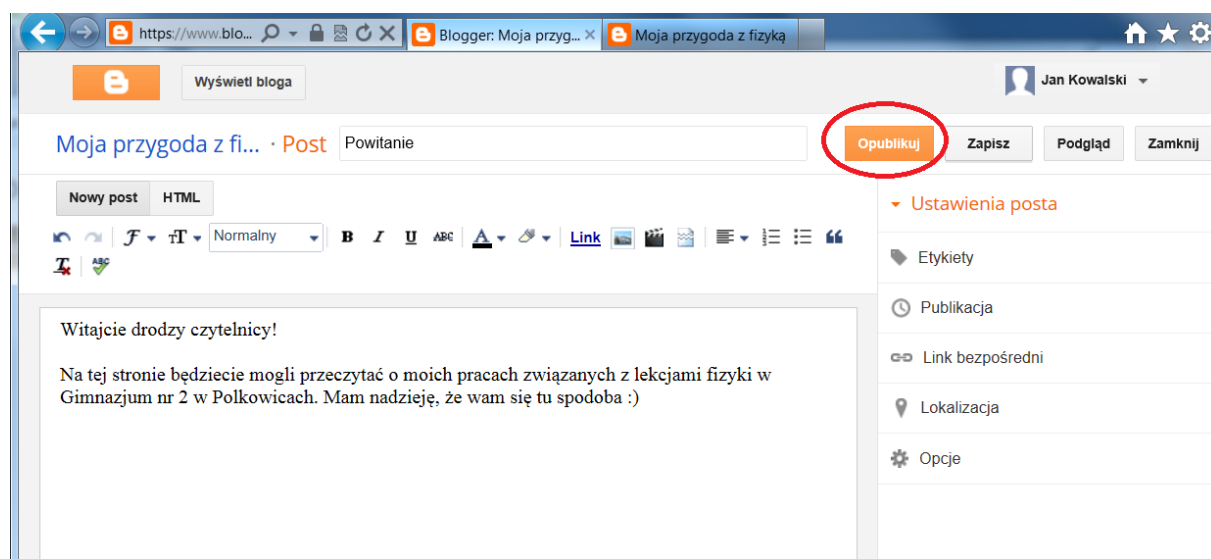 https://www.blo...
Blogger: Moja przyg...
Moja przygoda z fizyką
Wyświetl bloga
Jan Kowalski
Moja przygoda z fi... · Post
Powitanie
Opublikuj
Zapisz
Podgląd
Zamknij
Nowy post
HTML
Ustawienia posta
Normalny
B I U ABC A Link
ABC
Etykiety
Publikacja
Link bezpośredni
Lokalizacja
Opcje
Witajcie drodzy czytelnicy!
Na tej stronie będziecie mogli przeczytać o moich pracach związanych z lekcjami fizyki w
Gimnazjum nr 2 w Polkowicach. Mam nadzieję, że wam się tu spodoba :)